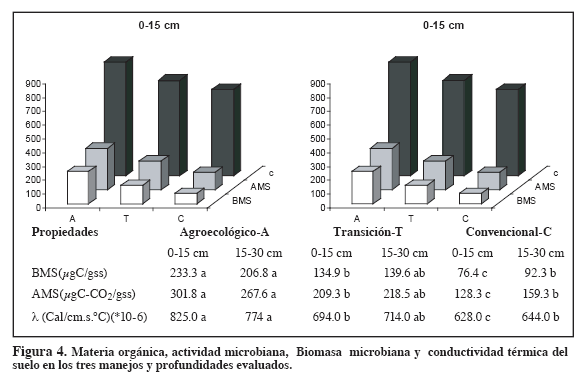 0-15 cm 0-15 cm
900 900
800 800
700 700
600 600
500 500
400 400
300 300
200 200
100 100
0 0
c c
AMS AMS
BMS BMS
A T C A T C
Propiedades Agroecológico-A Transición-T Convencional-C
0-15 cm 15-30 cm 0-15 cm 15-30 cm 0-15 cm 15-30 cm
BMS(µgC/gss) 233.3 a 206.8 a 134.9 b 139.6 ab 76.4 c 92.3 b
AMS(µgC-CO₂/gss) 301.8 a 267.6 a 209.3 b 218.5 ab 128.3 c 159.3 b
λ (Cal/cm.s.°C)(*10-6) 825.0 a 774 a 694.0 b 714.0 ab 628.0 c 644.0 b
Figura 4. Materia orgánica, actividad microbiana, Biomasa microbiana y conductividad térmica del
suelo en los tres manejos y profundidades evaluados.